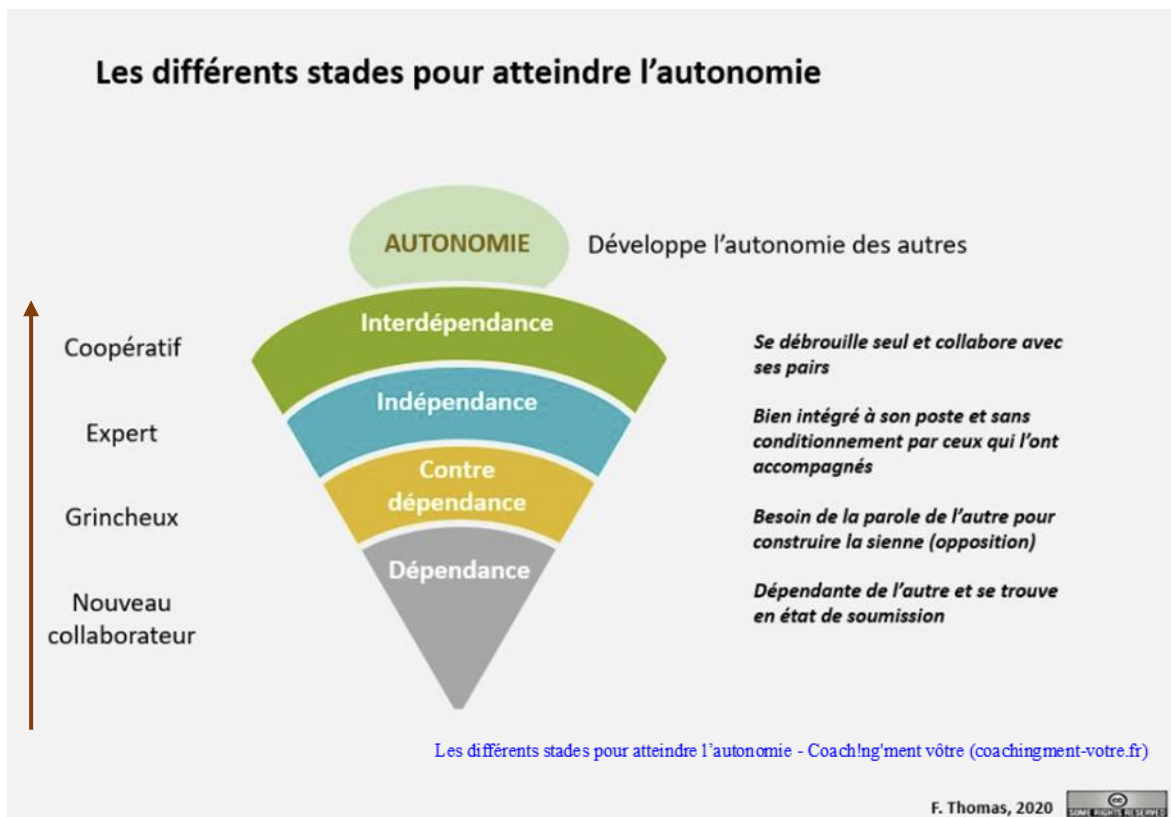 Les différents stades pour atteindre l'autonomie
AUTONOMIE
Développe l'autonomie des autres
Coopératif
Interdépendance
Se débrouille seul et collabore avec
ses pairs
Expert
Indépendance
Bien intégré à son poste et sans
conditionnement par ceux qui l'ont
accompagnés
Grincheux
Contre
dépendance
Besoin de la parole de l'autre pour
construire la sienne (opposition)
Nouveau
collaborateur
Dépendance
Dépendante de l'autre et se trouve
en état de soumission
Les différents stades pour atteindre l'autonomie - Coach!ng'ment vôtre (coachingment-votre.fr)
F. Thomas, 2020
cc
SOME RIGHTS RESERVED